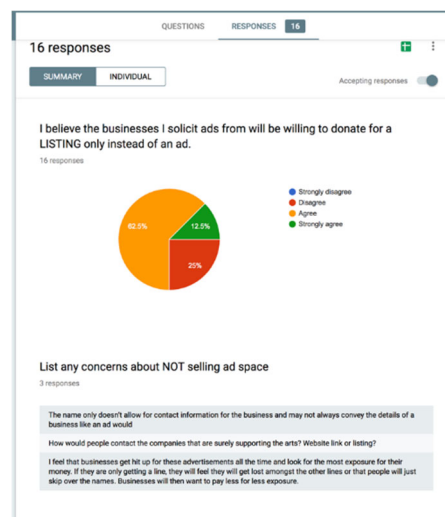 QUESTIONS RESPONSES 16
16 responses
SUMMARY INDIVIDUAL
Accepting responses
I believe the businesses I solicit ads from will be willing to donate for a
LISTING only instead of an ad.
16 responses
62.5%
12.5%
25%
Strongly disagree
Disagree
Agree
Strongly agree
List any concerns about NOT selling ad space
3 responses
The name only doesn't allow for contact information for the business and may not always convey the details of a
business like an ad would
How would people contact the companies that are surely supporting the arts? Website link or listing?
I feel that businesses get hit up for these advertisements all the time and look for the most exposure for their
money. If they are only getting a line, they will feel they will get lost amongst the other lines or that people will just
skip over the names. Businesses will then want to pay less for less exposure.